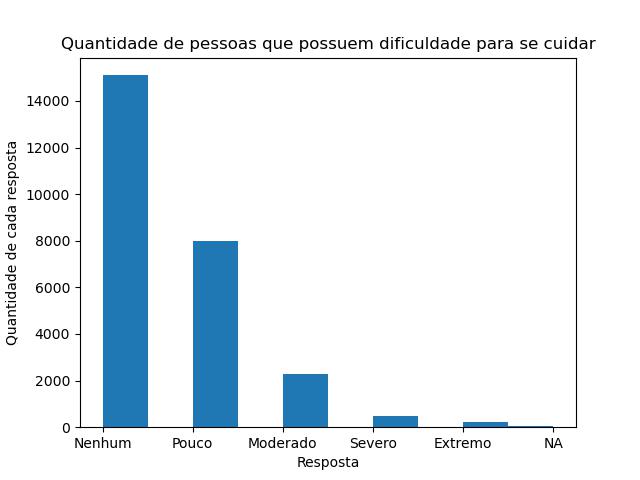 Quantidade de pessoas que possuem dificuldade para se cuidar
Quantidade de cada resposta
14000
12000
10000
8000
6000
4000
2000
0
Nenhum Pouco Moderado Severo Extremo NA
Resposta